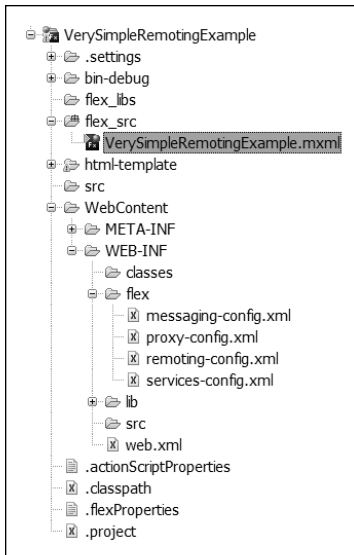 VerySimpleRemotingExample
.settings
bin-debug
flex_libs
flex_src
VerySimpleRemotingExample.mxml
html-template
src
WebContent
META-INF
WEB-INF
classes
flex
messaging-config.xml
proxy-config.xml
remoting-config.xml
services-config.xml
lib
src
web.xml
.actionScriptProperties
.classpath
.flexProperties
.project